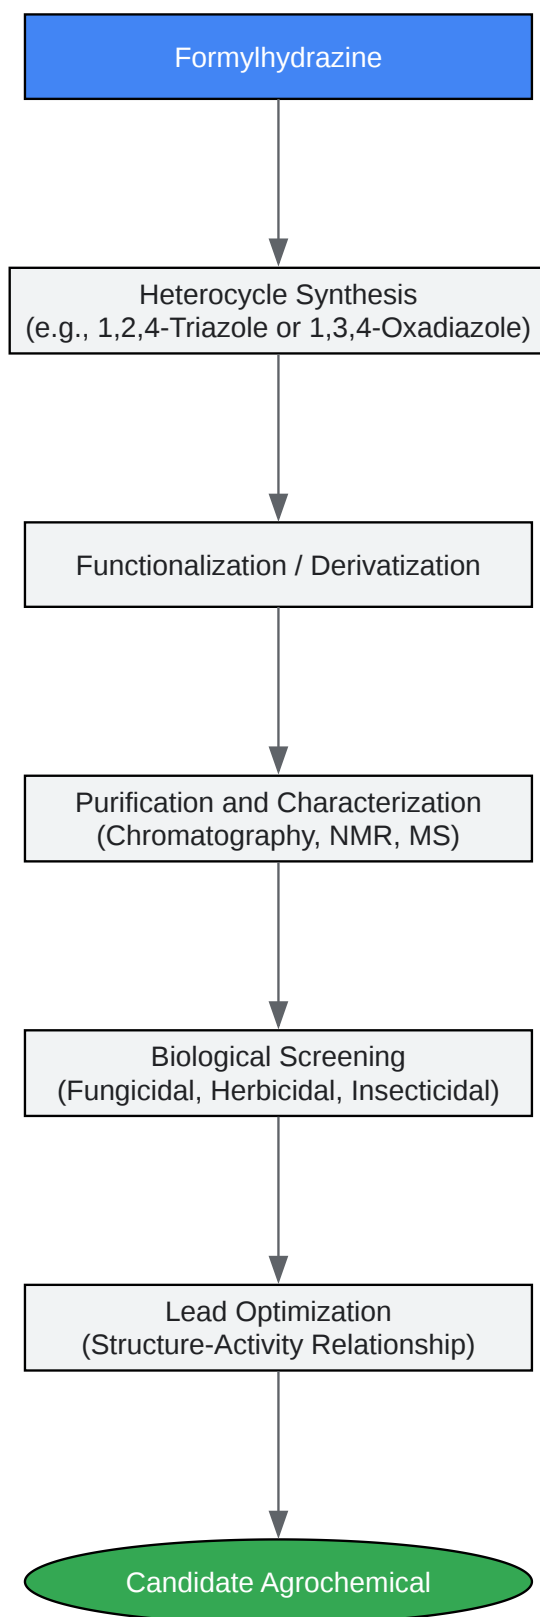 Formylhydrazine
Heterocycle Synthesis
(e.g., 1,2,4-Triazole or 1,3,4-Oxadiazole)
Functionalization / Derivatization
Purification and Characterization
(Chromatography, NMR, MS)
Biological Screening
(Fungicidal, Herbicidal, Insecticidal)
Lead Optimization
(Structure-Activity Relationship)
Candidate Agrochemical